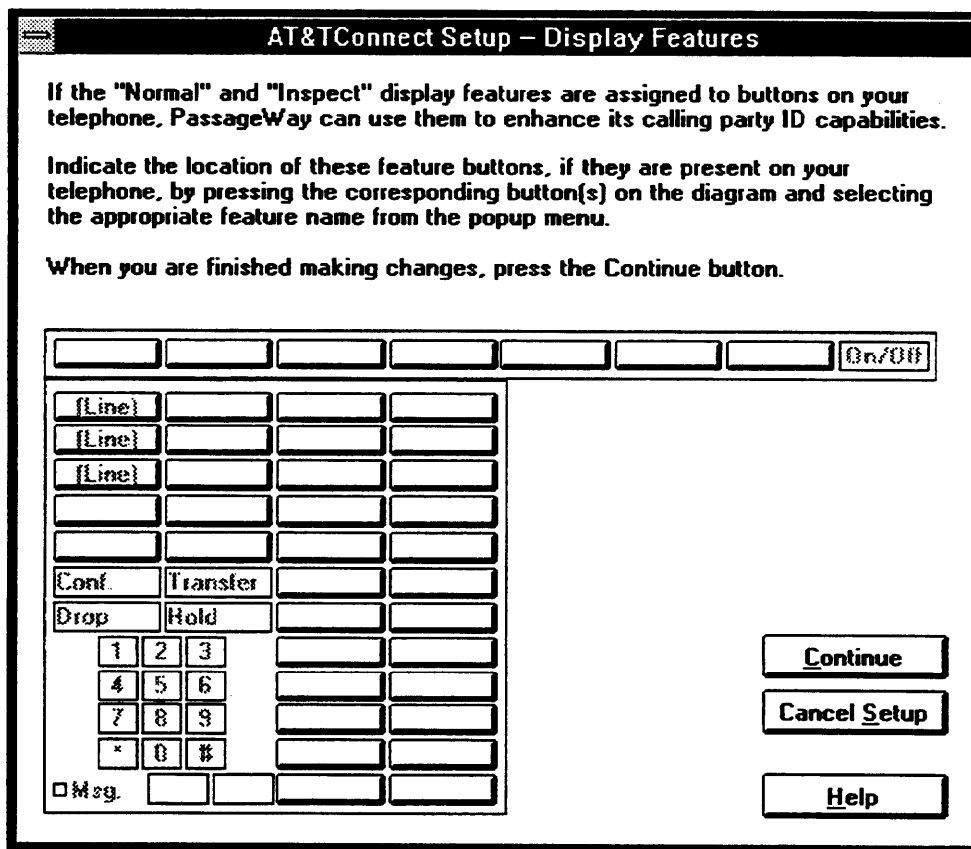 AT&TConnect Setup – Display Features
If the "Normal" and "Inspect" display features are assigned to buttons on your
telephone, PassageWay can use them to enhance its calling party ID capabilities.
Indicate the location of these feature buttons, if they are present on your
telephone, by pressing the corresponding button(s) on the diagram and selecting
the appropriate feature name from the popup menu.
When you are finished making changes, press the Continue button.
On/Off
(Line)
(Line)
(Line)
Conf. Transfer
Drop Hold
1 2 3
4 5 6
7 8 9
* 0 #
Msg.
Continue
Cancel Setup
Help